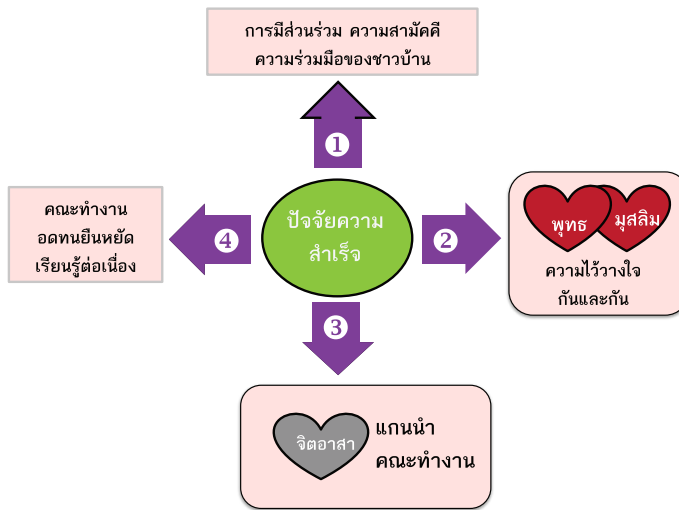 การมีส่วนร่วม ความสามัคคี
ความร่วมมือของชาวบ้าน
❶
ปัจจัยความ
สำเร็จ
❷
พุทธ
มุสลิม
ความไว้วางใจ
กันและกัน
❸
จิตอาสา
แกนนำ
คณะทำงาน
❹
คณะทำงาน
อดทนยืนหยัด
เรียนรู้ต่อเนื่อง